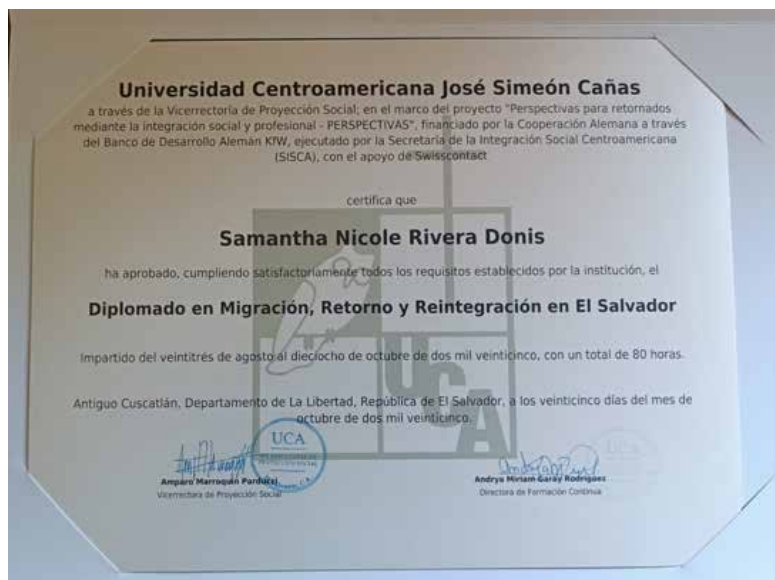 Universidad Centroamericana José Simeón Cañas
a través de la Vicerrectoría de Proyección Social; en el marco del proyecto "Perspectivas para retornados
mediante la integración social y profesional - PERSPECTIVAS", financiado por la Cooperación Alemana a través
del Banco de Desarrollo Alemán KfW, ejecutado por la Secretaría de la Integración Social Centroamericana
(SISCA), con el apoyo de Swisscontact
certifica que
Samantha Nicole Rivera Donis
ha aprobado, cumpliendo satisfactoriamente todos los requisitos establecidos por la institución, el
Diplomado en Migración, Retorno y Reintegración en El Salvador
Impartido del veintitrés de agosto al dieciocho de octubre de dos mil veinticinco, con un total de 80 horas.
Antiguo Cuscatlán, Departamento de La Libertad, República de El Salvador, a los veinticinco días del mes de
octubre de dos mil veinticinco.
UCA
UCA
Amparo Marroquín Parducci
Vicerrectora de Proyección Social
Andrya Miriam Garay Rodríguez
Directora de Formación Continua